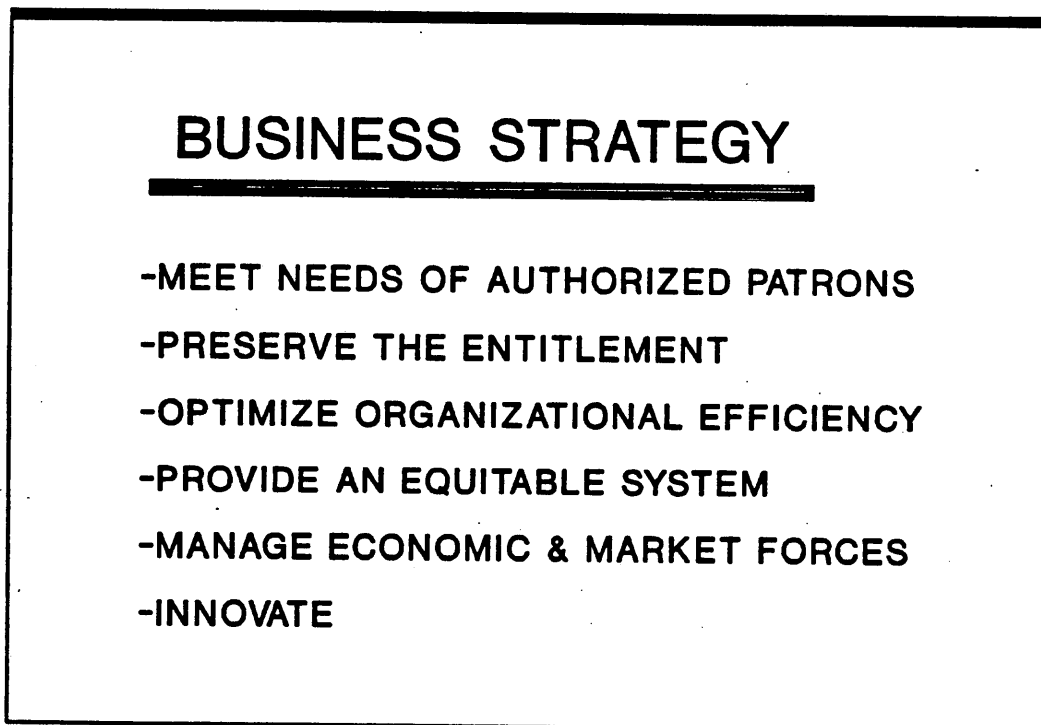 BUSINESS STRATEGY
-MEET NEEDS OF AUTHORIZED PATRONS
-PRESERVE THE ENTITLEMENT
-OPTIMIZE ORGANIZATIONAL EFFICIENCY
-PROVIDE AN EQUITABLE SYSTEM
-MANAGE ECONOMIC & MARKET FORCES
-INNOVATE